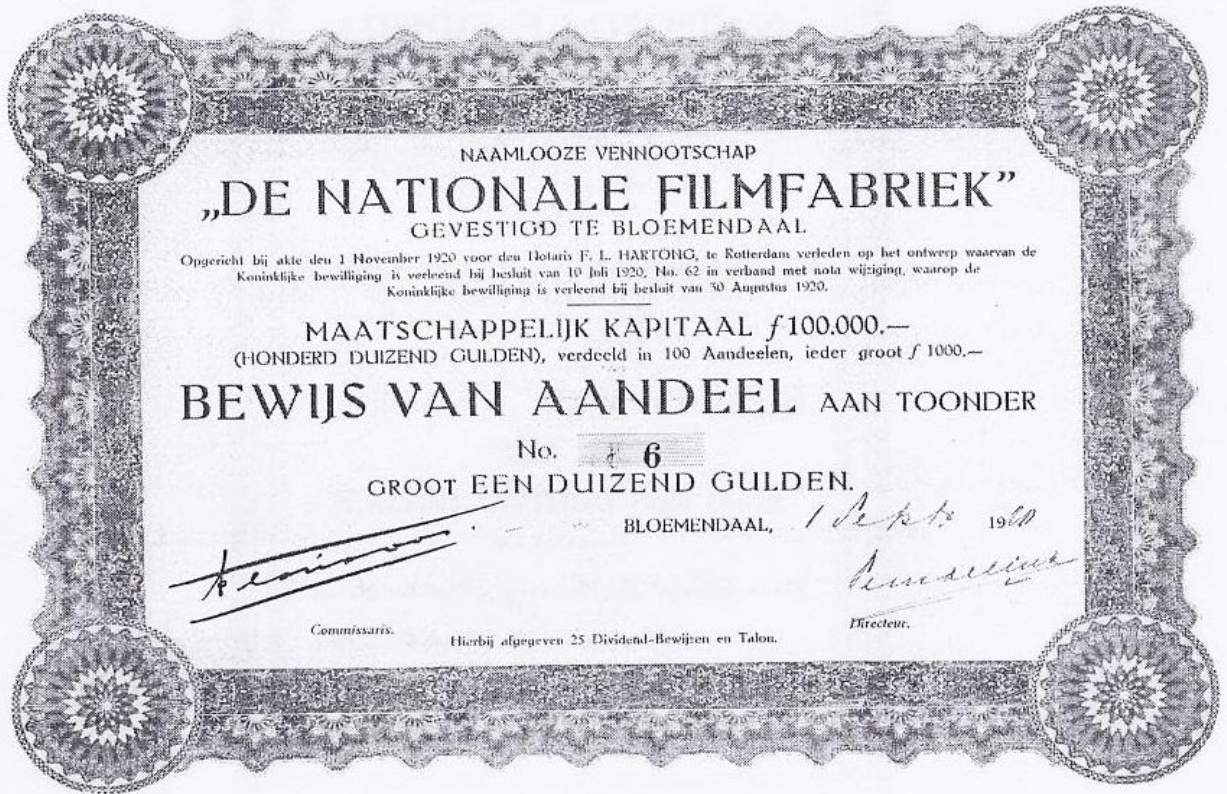 NAAMLOOZE VENNOOTSCHAP
„DE NATIONALE FILMFABRIEK”
GEVESTIGD TE BLOEMENDAAL
Opgericht bij akte den 1 November 1920 voor den Notaris F. L. HARTONG, te Rotterdam verleden op het ontwerp waarvan de
Koninklijke bewilliging is verleend bij besluit van 10 Juli 1920, No. 62 in verband met nota wijziging, waarop de
Koninklijke bewilliging is verleend bij besluit van 30 Augustus 1920.
MAATSCHAPPELIJK KAPITAAL ƒ 100.000.—
(HONDERD DUIZEND GULDEN), verdeeld in 100 Aandeelen, ieder groot ƒ 1000.—
BEWIJS VAN AANDEEL AAN TOONDER
No. 6
GROOT EEN DUIZEND GULDEN.
BLOEMENDAAL, 1 Sept 1920
Commissaris. Directeur.
Hierbij afgegeven 25 Dividend-Bewijzen en Talon.